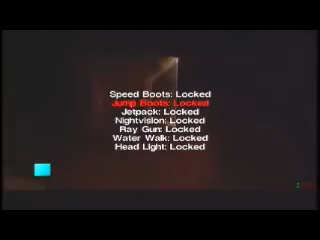 Speed Boots: Locked
Jump Boots: Locked
Jetpack: Locked
Nightvision: Locked
Ray Gun: Locked
Water Walk: Locked
Head Light: Locked